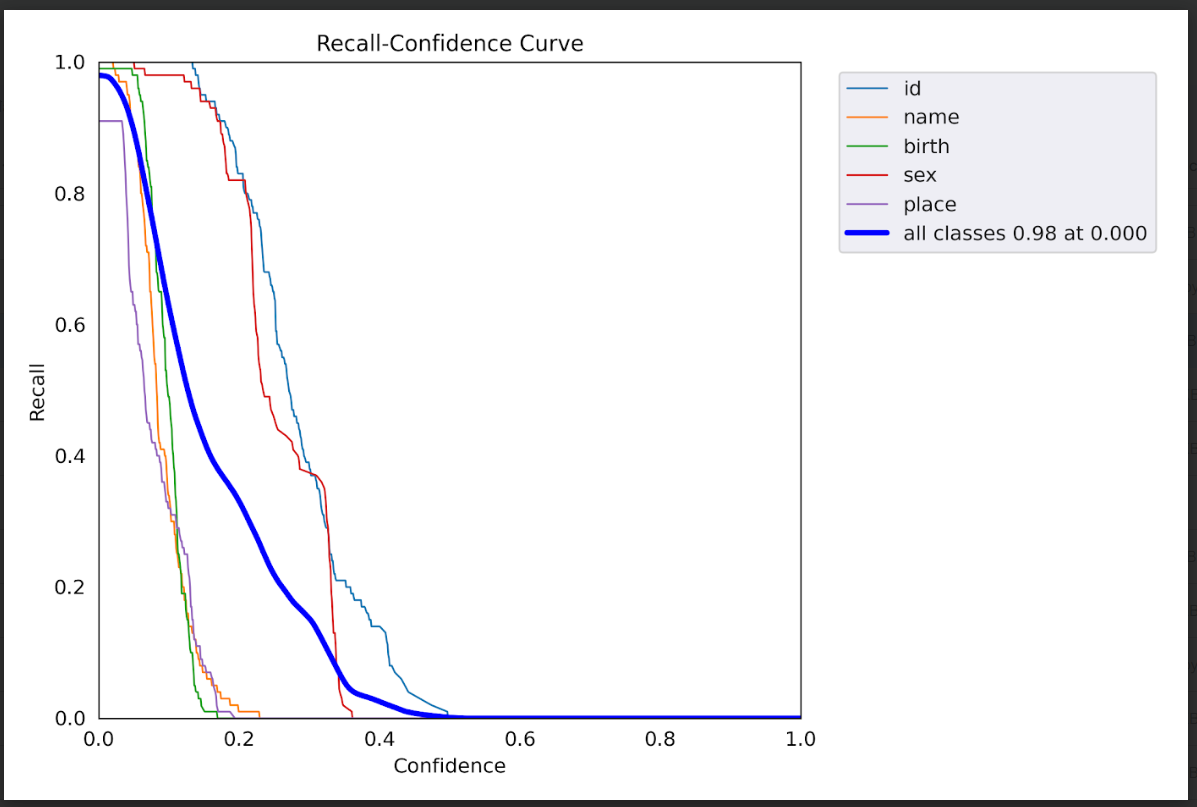 Recall-Confidence Curve
1.0
0.8
0.6
0.4
0.2
0.0
Recall
0.0 0.2 0.4 0.6 0.8 1.0
Confidence
id
name
birth
sex
place
all classes 0.98 at 0.000